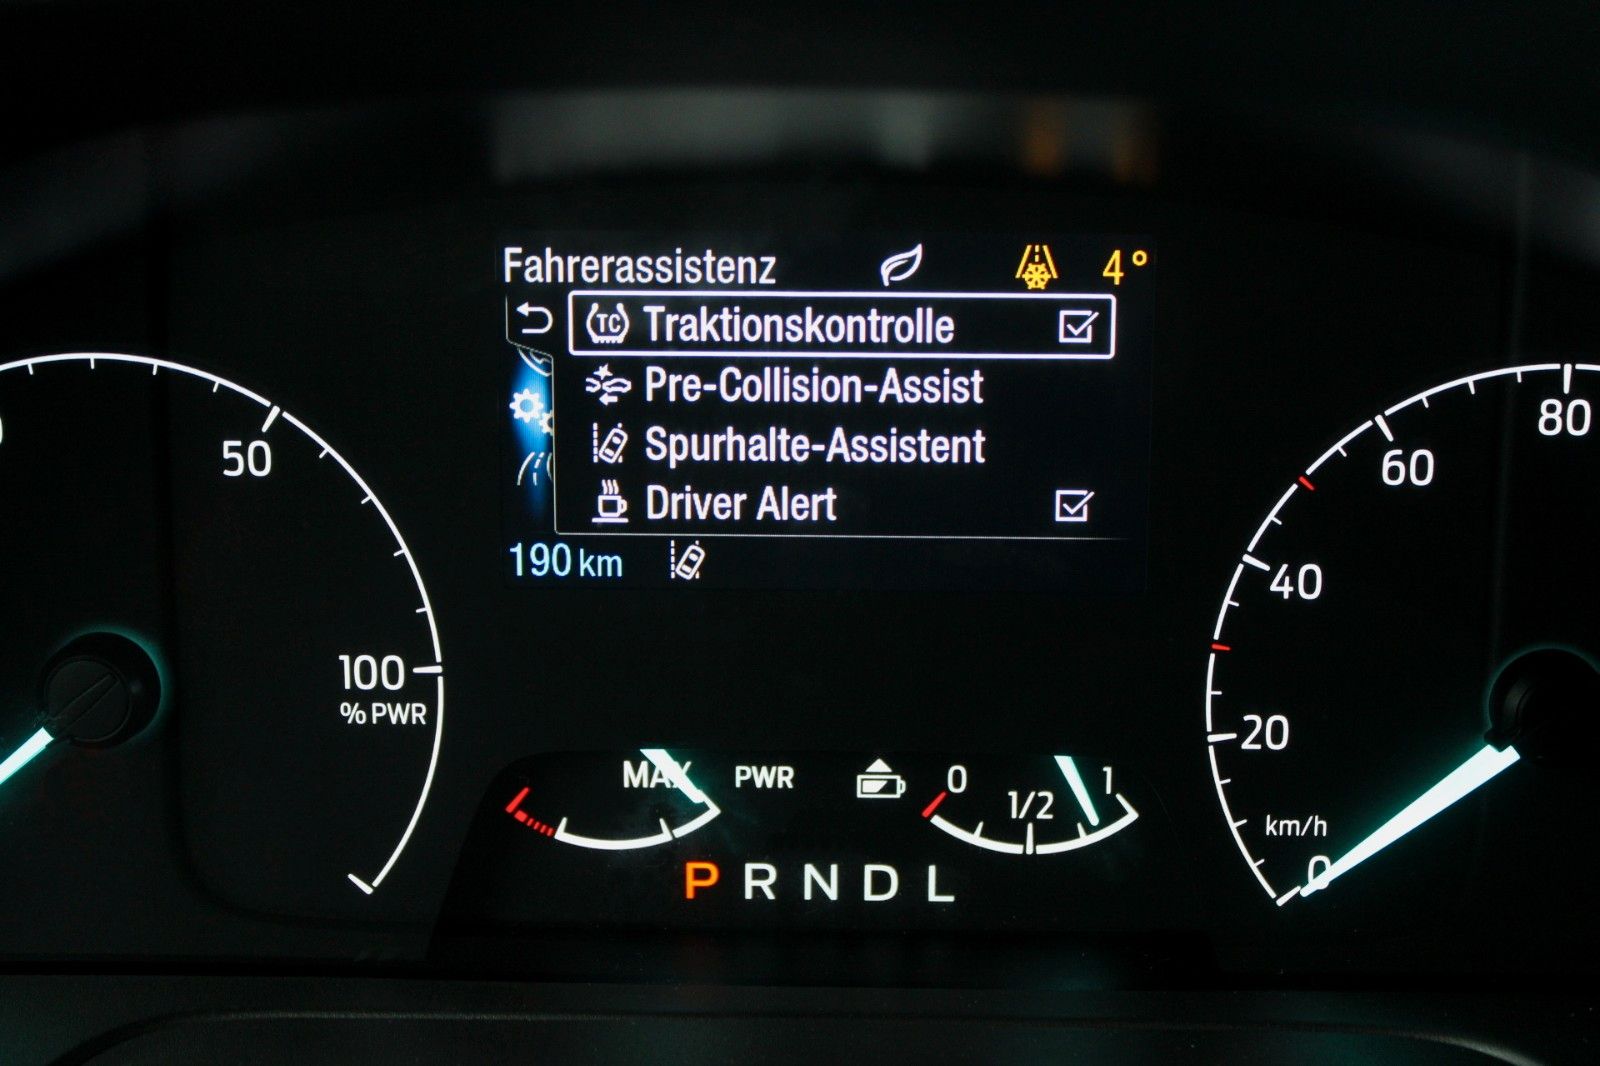 Fahrerassistenz 4°
TC Traktionskontrolle
Pre-Collision-Assist
Spurhalte-Assistent
Driver Alert
190 km
50
100
% PWR
80
60
40
20
km/h
0
MAX PWR
0 1/2 1
P R N D L